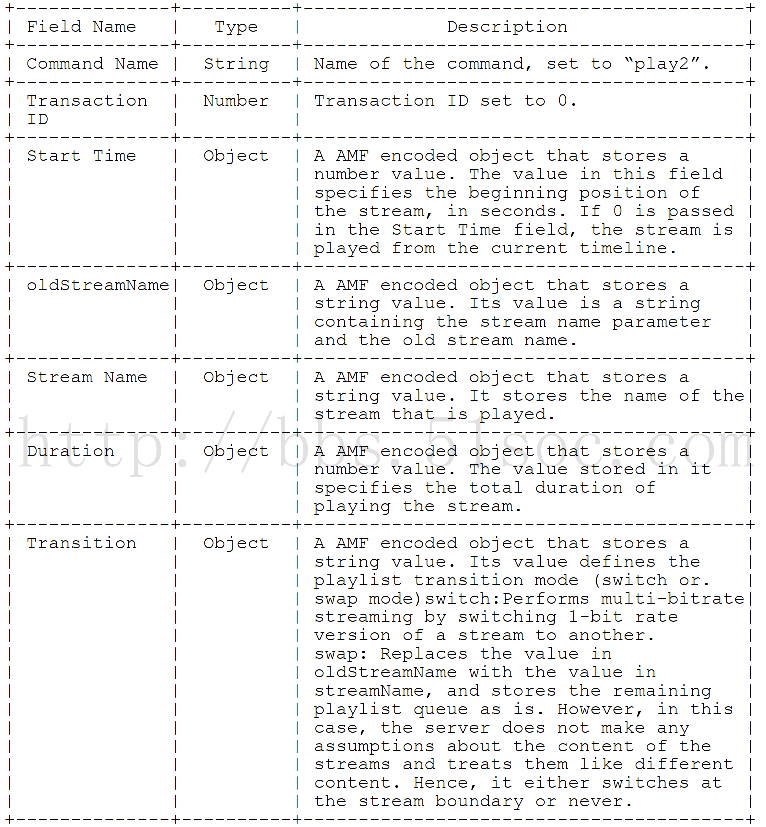 +---------------+-----------+-----------------------------------------+
| Field Name | Type | Description |
+---------------+-----------+-----------------------------------------+
| Command Name | String | Name of the command, set to “play2”. |
+---------------+-----------+-----------------------------------------+
| Transaction | Number | Transaction ID set to 0. |
| ID | | |
+---------------+-----------+-----------------------------------------+
| Start Time | Object | A AMF encoded object that stores a |
| | | number value. The value in this field |
| | | specifies the beginning position of |
| | | the stream, in seconds. If 0 is passed |
| | | in the Start Time field, the stream is |
| | | played from the current timeline. |
+---------------+-----------+-----------------------------------------+
| oldStreamName| Object | A AMF encoded object that stores a |
| | | string value. Its value is a string |
| | | containing the stream name parameter |
| | | and the old stream name. |
+---------------+-----------+-----------------------------------------+
| Stream Name | Object | A AMF encoded object that stores a |
| | | string value. It stores the name of the|
| | | stream that is played. |
+---------------+-----------+-----------------------------------------+
http://bbs.51soc.com
| Duration | Object | A AMF encoded object that stores a |
| | | number value. The value stored in it |
| | | specifies the total duration of |
| | | playing the stream. |
+---------------+-----------+-----------------------------------------+
| Transition | Object | A AMF encoded object that stores a |
| | | string value. Its value defines the |
| | | playlist transition mode (switch or. |
| | | swap mode)switch:Performs multi-bitrate|
| | | streaming by switching 1-bit rate |
| | | version of a stream to another. |
| | | swap: Replaces the value in |
| | | oldStreamName with the value in |
| | | streamName, and stores the remaining |
| | | playlist queue as is. However, in this |
| | | case, the server does not make any |
| | | assumptions about the content of the |
| | | streams and treats them like different |
| | | content. Hence, it either switches at |
| | | the stream boundary or never. |
+---------------+-----------+-----------------------------------------+